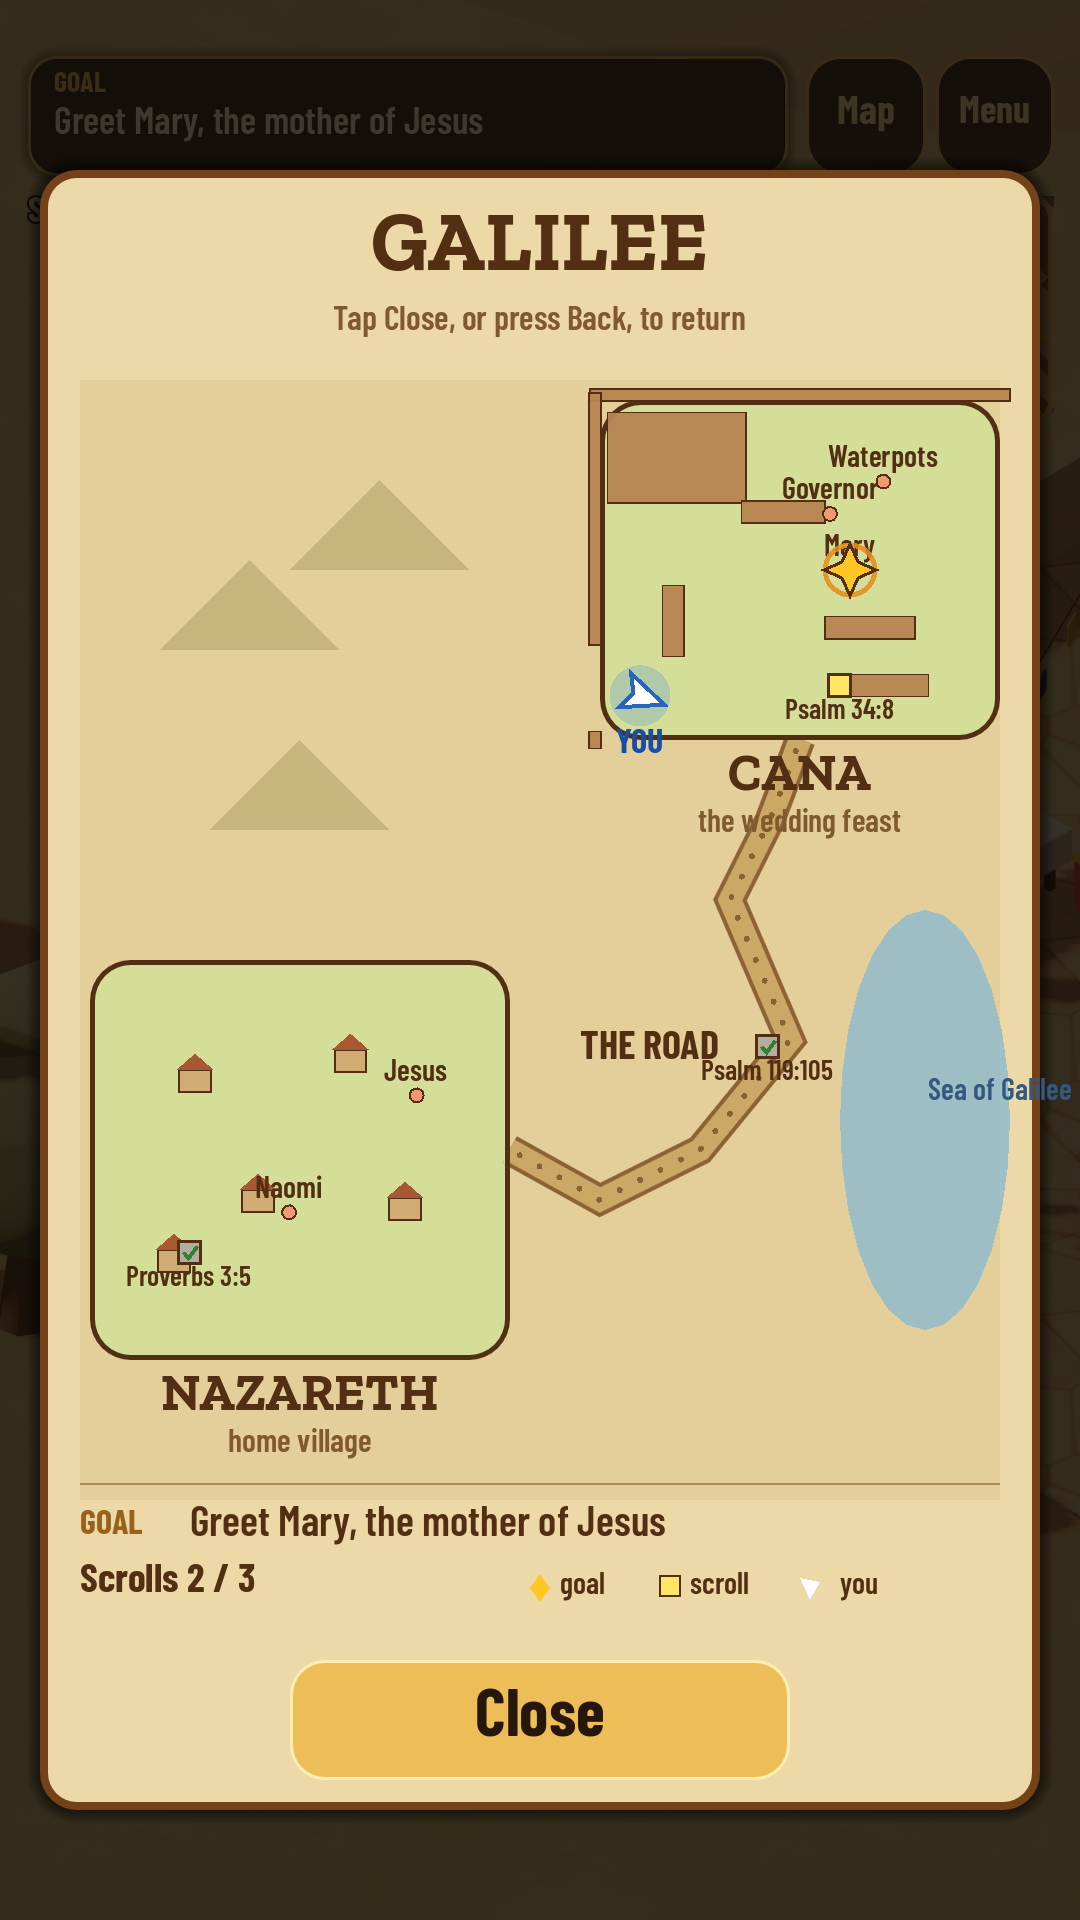 GOAL
Greet Mary, the mother of Jesus
Map
Menu
GALILEE
Tap Close, or press Back, to return
Waterpots
Governor
Mary
Psalm 34:8
YOU
CANA
the wedding feast
THE ROAD
Psalm 119:105
Sea of Galilee
Jesus
Naomi
Proverbs 3:5
NAZARETH
home village
GOAL Greet Mary, the mother of Jesus
Scrolls 2 / 3
goal scroll you
Close